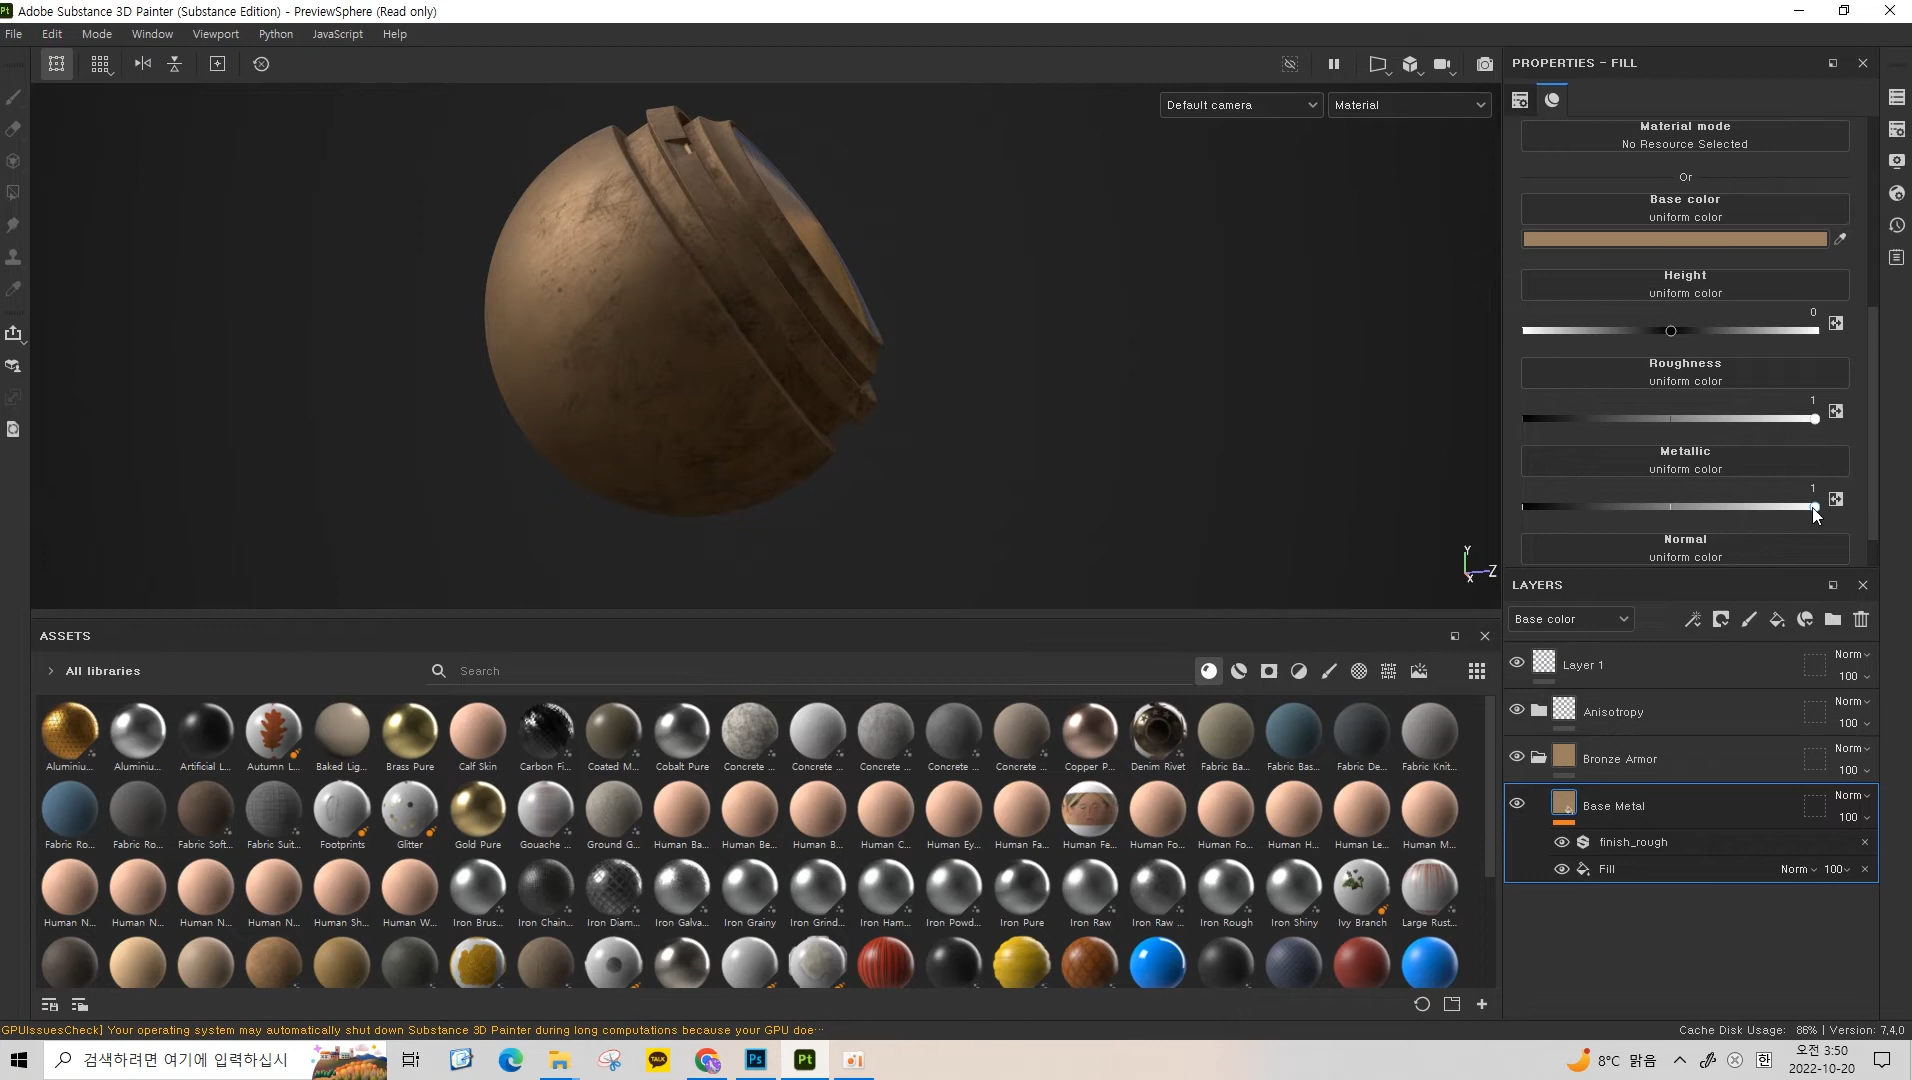 Pt Adobe Substance 3D Painter (Substance Edition) - PreviewSphere (Read only)
File Edit Mode Window Viewport Python JavaScript Help
Default camera
Material
PROPERTIES - FILL
Material mode
No Resource Selected
Or
Base color
uniform color
Height
uniform color
0
Roughness
uniform color
1
Metallic
uniform color
1
Normal
uniform color
Y
X
Z
LAYERS
Base color
Layer 1
Norm
100
Anisotropy
Norm
100
Bronze Armor
Norm
100
Base Metal
Norm
100
finish_rough
Fill
Norm 100
ASSETS
All libraries
Search
Aluminiu... Aluminiu... Artificial L... Autumn L... Baked Lig... Brass Pure Calf Skin Carbon Fi... Coated M... Cobalt Pure Concrete ... Concrete ... Concrete ... Concrete ... Concrete ... Copper P... Denim Rivet Fabric Ba... Fabric Bas... Fabric De... Fabric Knit...
Fabric Ro... Fabric Ro... Fabric Soft... Fabric Suit... Footprints Glitter Gold Pure Gouache ... Ground G... Human Ba... Human Be... Human B... Human C... Human Ey... Human Fa... Human Fe... Human Fo... Human Fo... Human H... Human Le... Human M...
Human N... Human N... Human N... Human N... Human Sh... Human W... Iron Brus... Iron Chain... Iron Diam... Iron Galva... Iron Grainy Iron Grind... Iron Ham... Iron Powd... Iron Pure Iron Raw Iron Raw ... Iron Rough Iron Shiny Ivy Branch Large Rust...
GPUIssuesCheck] Your operating system may automatically shut down Substance 3D Painter during long computations because your GPU doe...
Cache Disk Usage: 86% | Version: 7,4,0
검색하려면 여기에 입력하십시
TALK
Ps
Pt
8°C 맑음
한
오전 3:50
2022-10-20